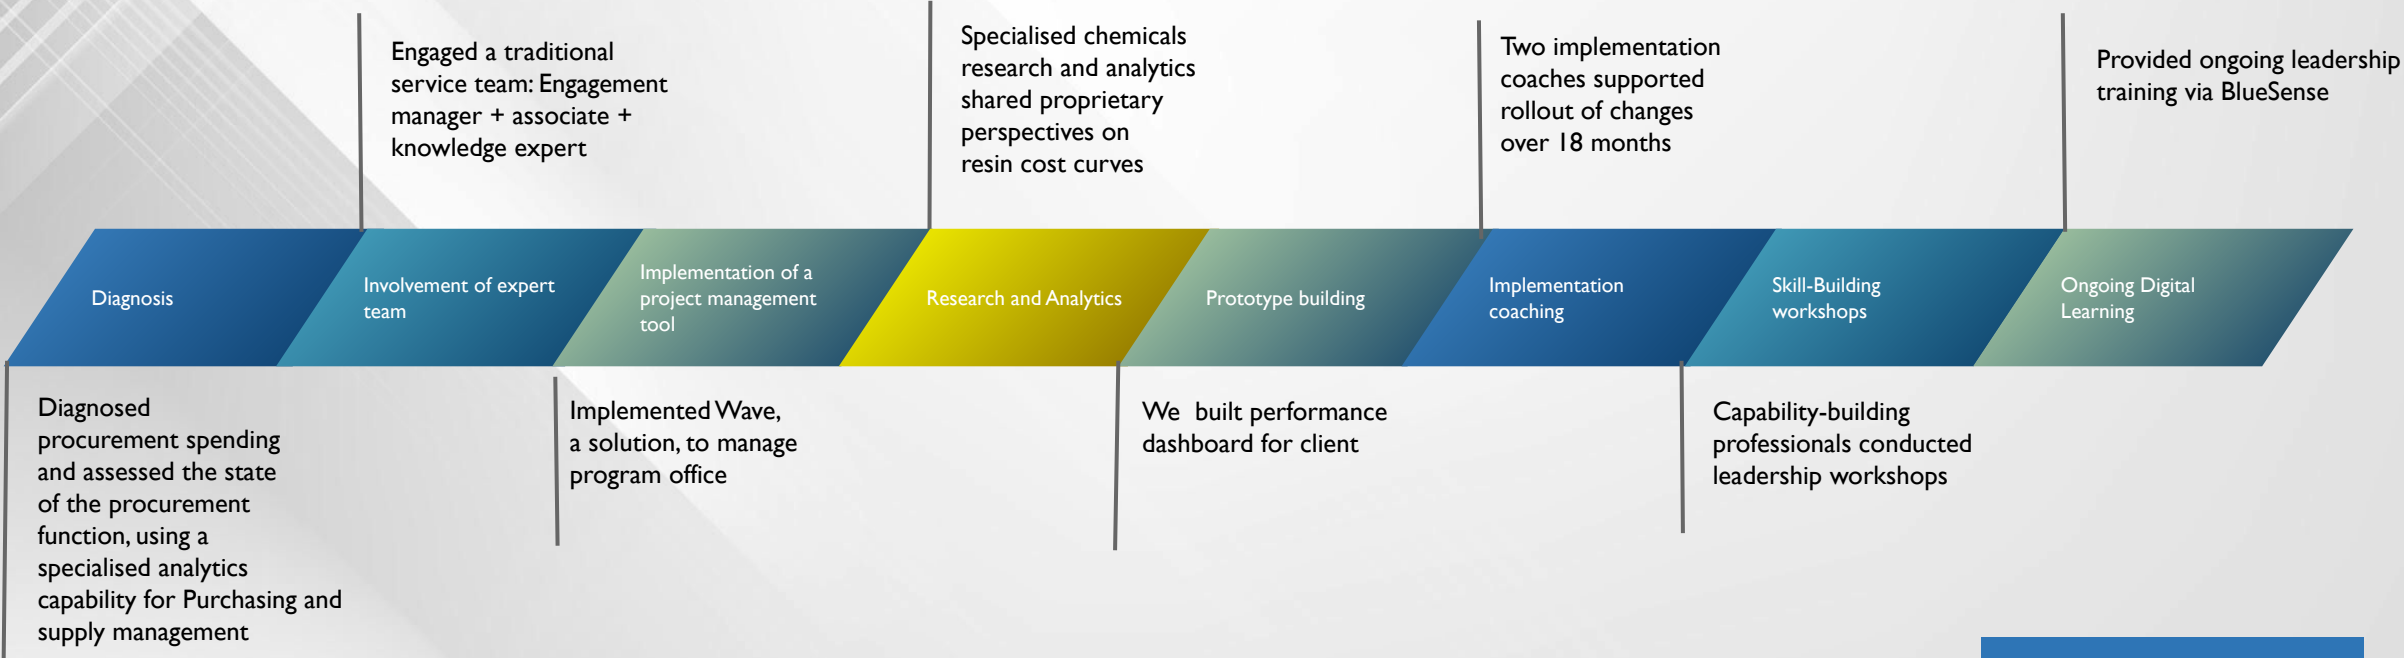 Engaged a traditional
service team: Engagement
manager + associate +
knowledge expert
Specialised chemicals
research and analytics
shared proprietary
perspectives on
resin cost curves
Two implementation
coaches supported
rollout of changes
over 18 months
Provided ongoing leadership
training via BlueSense
Diagnosis
Involvement of expert
team
Implementation of a
project management
tool
Research and Analytics
Prototype building
Implementation
coaching
Skill-Building
workshops
Ongoing Digital
Learning
Diagnosed
procurement spending
and assessed the state
of the procurement
function, using a
specialised analytics
capability for Purchasing and
supply management
Implemented Wave,
a solution, to manage
program office
We  built performance
dashboard for client
Capability-building
professionals conducted
leadership workshops